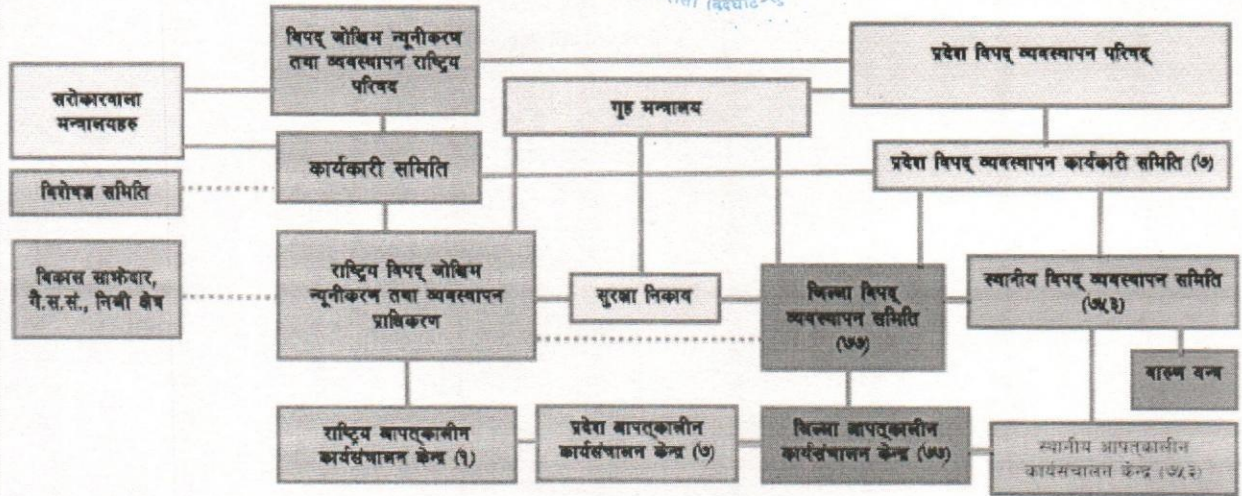 विपद् जोखिम न्यूनीकरण
तथा व्यवस्थापन राष्ट्रिय
परिषद
प्रदेश विपद् व्यवस्थापन परिषद्
सरोकारवाला
मन्त्रालयहरु
गृह मन्त्रालय
कार्यकारी समिति
प्रदेश विपद् व्यवस्थापन कार्यकारी समिति (७)
विशेषज्ञ समिति
विकास साझेदार,
गै.स.सं., निजी क्षेत्र
राष्ट्रिय विपद् जोखिम
न्यूनीकरण तथा व्यवस्थापन
प्राधिकरण
सुरक्षा निकाय
जिल्ला विपद्
व्यवस्थापन समिति
(७७)
स्थानीय विपद् व्यवस्थापन समिति
(७५३)
वारुण यन्त्र
राष्ट्रिय आपत्कालीन
कार्यसंचालन केन्द्र (१)
प्रदेश आपत्कालीन
कार्यसंचालन केन्द्र (७)
जिल्ला आपत्कालीन
कार्यसंचालन केन्द्र (७७)
स्थानीय आपतकालीन
कार्यसंचालन केन्द्र (७५३)